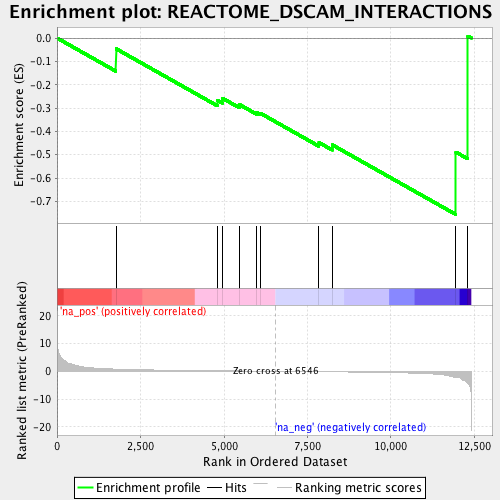 Enrichment plot: REACTOME_DSCAM_INTERACTIONS
Enrichment score (ES)
0.0
-0.1
-0.2
-0.3
-0.4
-0.5
-0.6
-0.7
'na_pos' (positively correlated)
Ranked list metric (PreRanked)
20
10
0
-10
-20
Zero cross at 6546
'na_neg' (negatively correlated)
0
2,500
5,000
7,500
10,000
12,500
Rank in Ordered Dataset
Enrichment profile
Hits
Ranking metric scores